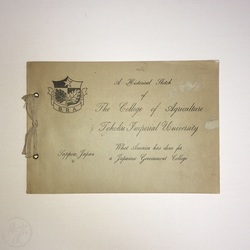 S.B.A.
A Historical Sketch
of
The College of Agriculture
Tohoku Imperial University
What America has done for
a Japanese Government College
Sapporo, Japan